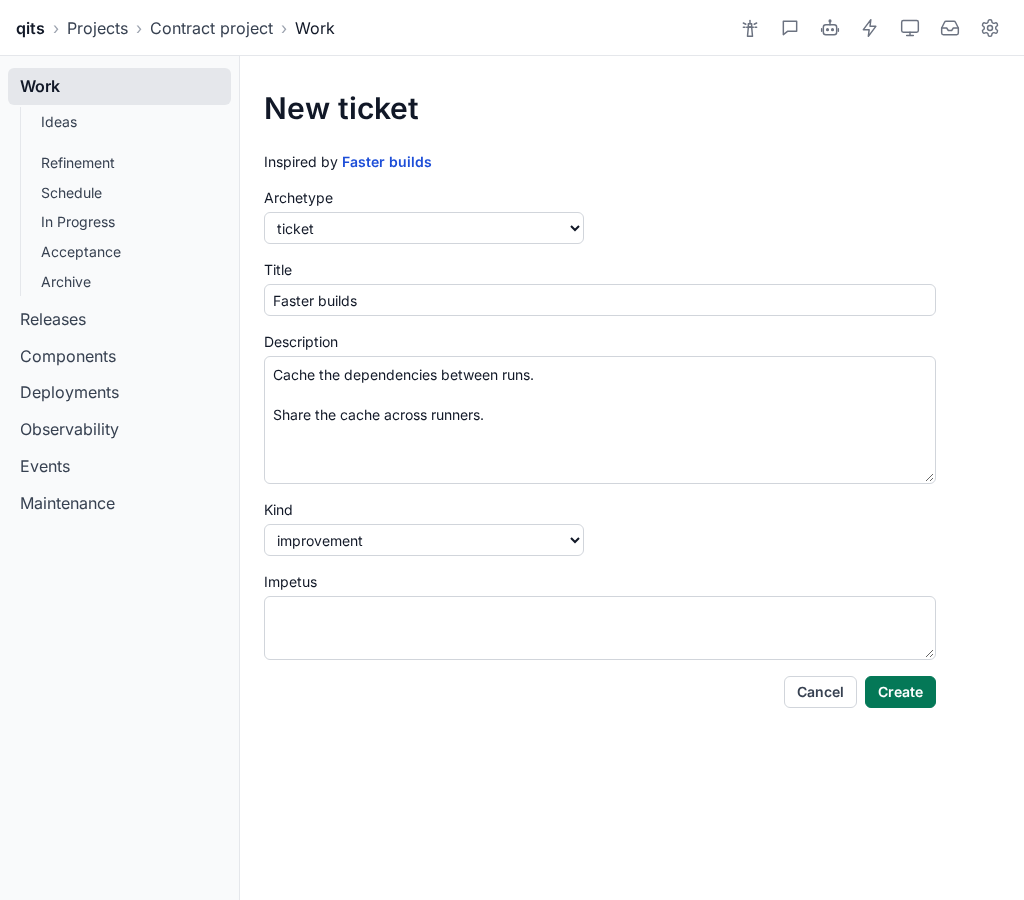 qits › Projects › Contract project › Work
Work
Ideas
Refinement
Schedule
In Progress
Acceptance
Archive
Releases
Components
Deployments
Observability
Events
Maintenance
New ticket
Inspired by Faster builds
Archetype
ticket
Title
Faster builds
Description
Cache the dependencies between runs.
Share the cache across runners.
Kind
improvement
Impetus
Cancel Create